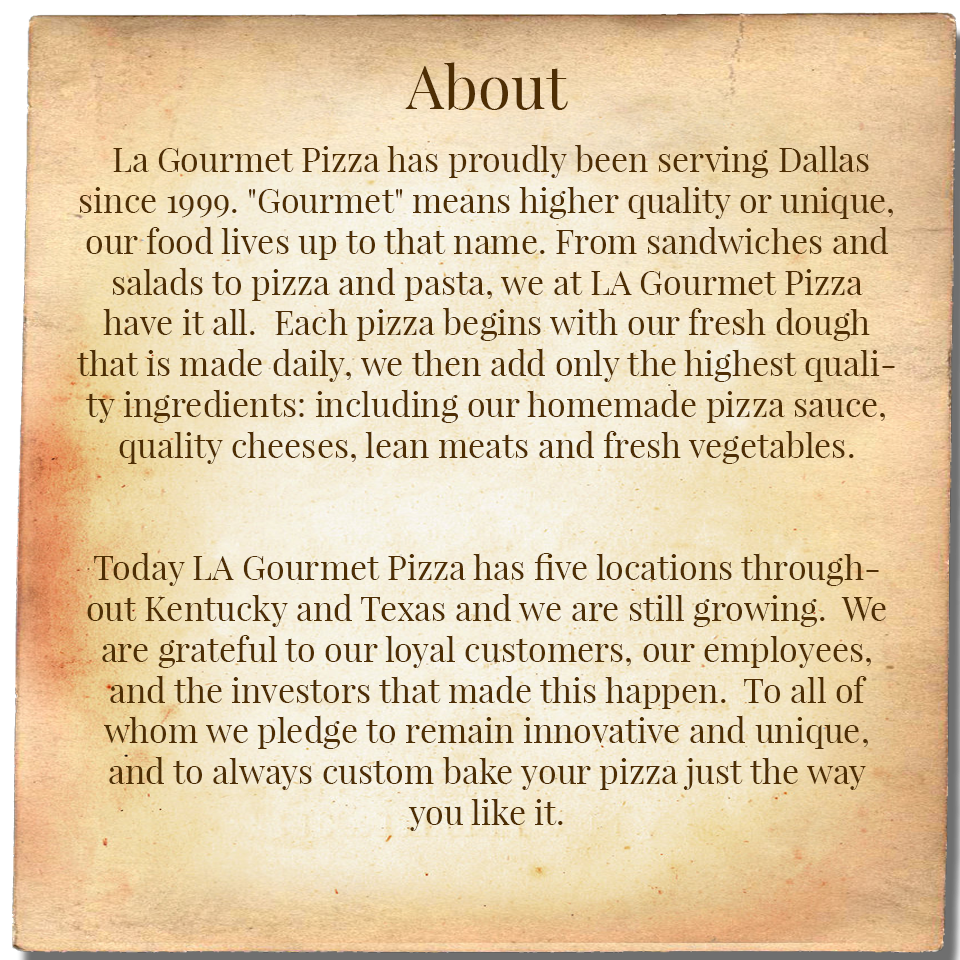 About
La Gourmet Pizza has proudly been serving Dallas
since 1999. "Gourmet" means higher quality or unique,
our food lives up to that name. From sandwiches and
salads to pizza and pasta, we at LA Gourmet Pizza
have it all.  Each pizza begins with our fresh dough
that is made daily, we then add only the highest quali-
ty ingredients: including our homemade pizza sauce,
quality cheeses, lean meats and fresh vegetables.
Today LA Gourmet Pizza has five locations through-
out Kentucky and Texas and we are still growing.  We
are grateful to our loyal customers, our employees,
and the investors that made this happen.  To all of
whom we pledge to remain innovative and unique,
and to always custom bake your pizza just the way
you like it.